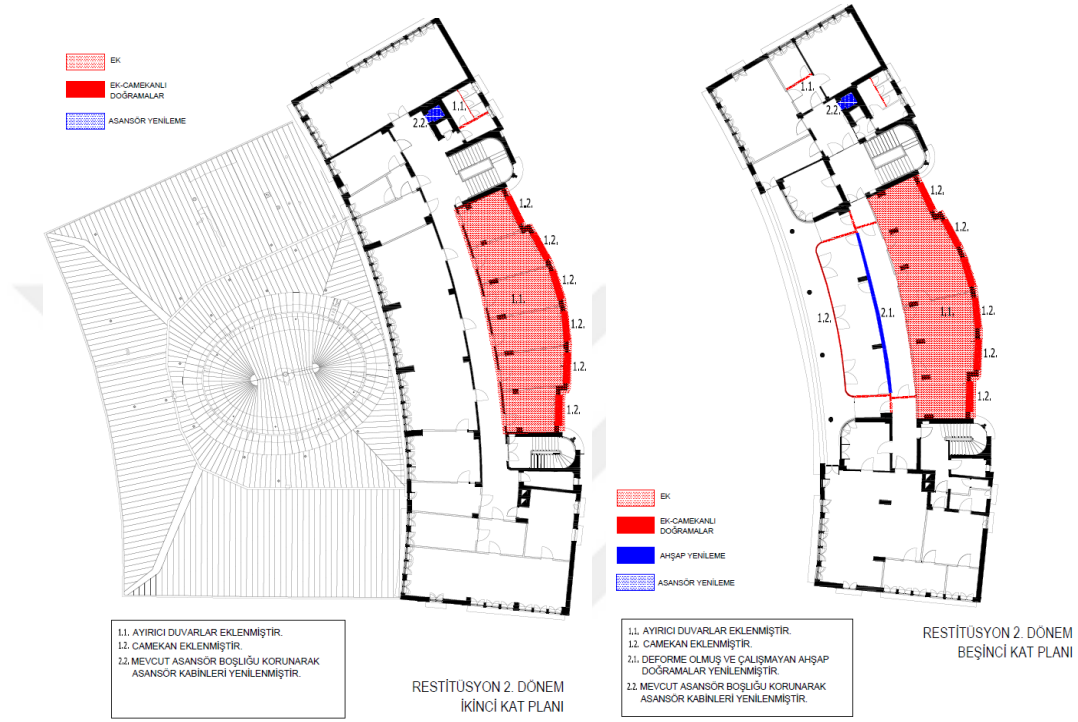 EK
EK-CAMEKANLI
DOĞRAMALAR
ASANSÖR YENİLEME
1.1.
2.2.
1.2.
1.2.
1.2.
1.2.
1.2.
1.2.
1.1.
1.1. AYIRICI DUVARLAR EKLENMİŞTİR.
1.2. CAMEKAN EKLENMİŞTİR.
2.2. MEVCUT ASANSÖR BOŞLUĞU KORUNARAK
ASANSÖR KABİNLERİ YENİLENMİŞTİR.
RESTİTÜSYON 2. DÖNEM
İKİNCİ KAT PLANI
1.1.
2.2.
1.2.
1.2.
1.2.
1.2.
1.2.
1.2.
1.1.
2.1.
1.2.
EK
EK-CAMEKANLI
DOĞRAMALAR
AHŞAP YENİLEME
ASANSÖR YENİLEME
1.1. AYIRICI DUVARLAR EKLENMİŞTİR.
1.2. CAMEKAN EKLENMİŞTİR.
2.1. DEFORME OLMUŞ VE ÇALIŞMAYAN AHŞAP
DOĞRAMALAR YENİLENMİŞTİR.
2.2. MEVCUT ASANSÖR BOŞLUĞU KORUNARAK
ASANSÖR KABİNLERİ YENİLENMİŞTİR.
RESTİTÜSYON 2. DÖNEM
BEŞİNCİ KAT PLANI